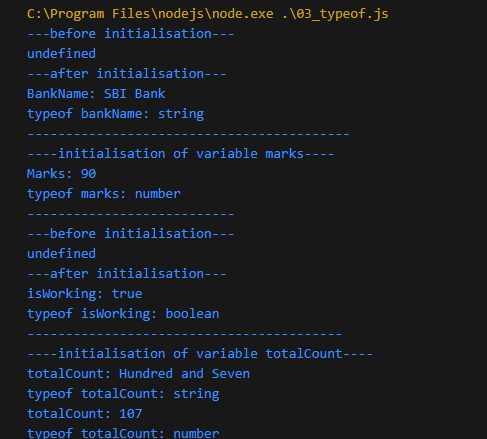 C:\Program Files\nodejs\node.exe .\03_typeof.js
---before initialisation---
undefined
---after initialisation---
BankName: SBI Bank
typeof bankName: string
------------------------------------------
----initialisation of variable marks----
Marks: 90
typeof marks: number
---------------------------
---before initialisation---
undefined
---after initialisation---
isWorking: true
typeof isWorking: boolean
-----------------------------------------
----initialisation of variable totalCount----
totalCount: Hundred and Seven
typeof totalCount: string
totalCount: 107
typeof totalCount: number